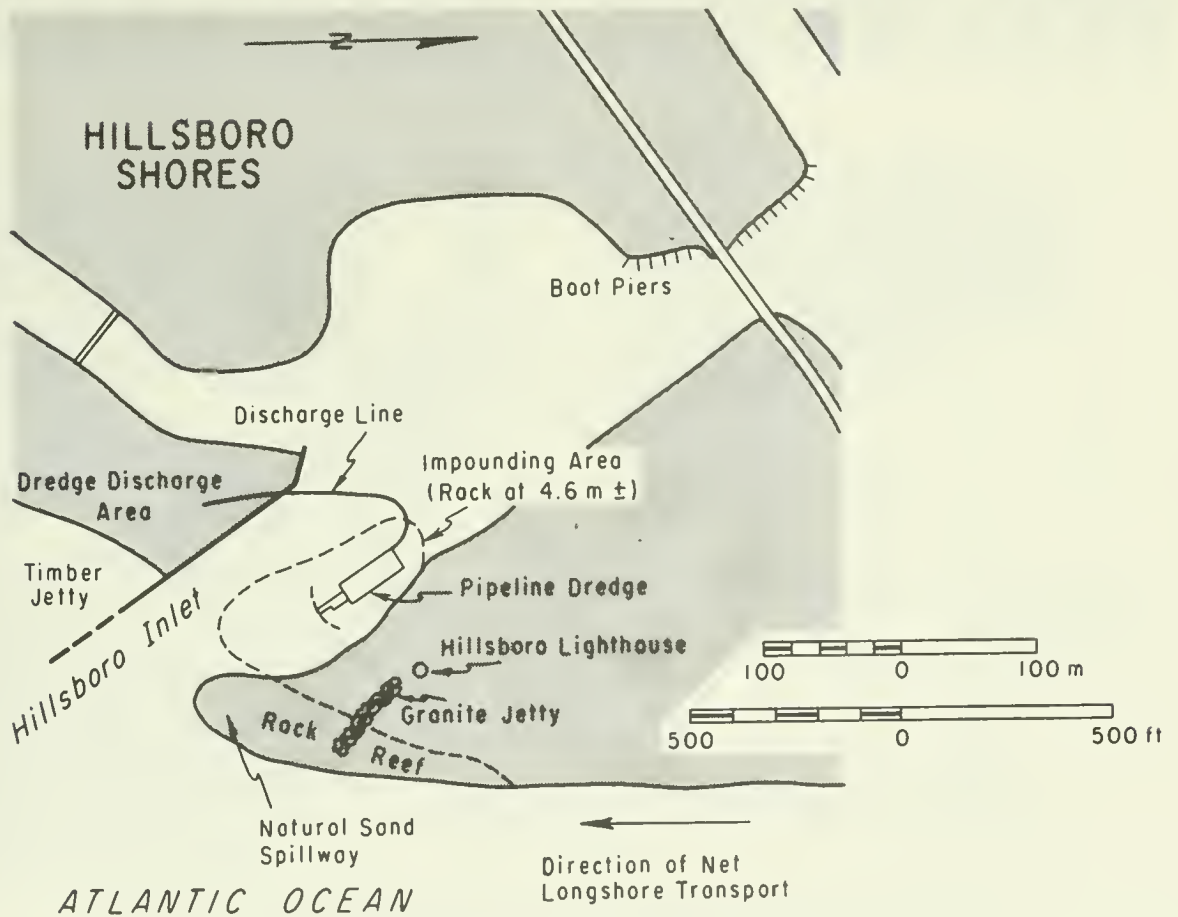 N
HILLSBORO
SHORES
Boat Piers
Discharge Line
Impounding Area
(Rock at 4.6 m ±)
Dredge Discharge
Area
Timber
Jetty
Pipeline Dredge
Hillsboro Inlet
Hillsboro Lighthouse
100 0 100 m
Granite Jetty
Rock
Reef
500 0 500 ft
Natural Sand
Spillway
Direction of Net
Longshore Transport
ATLANTIC OCEAN